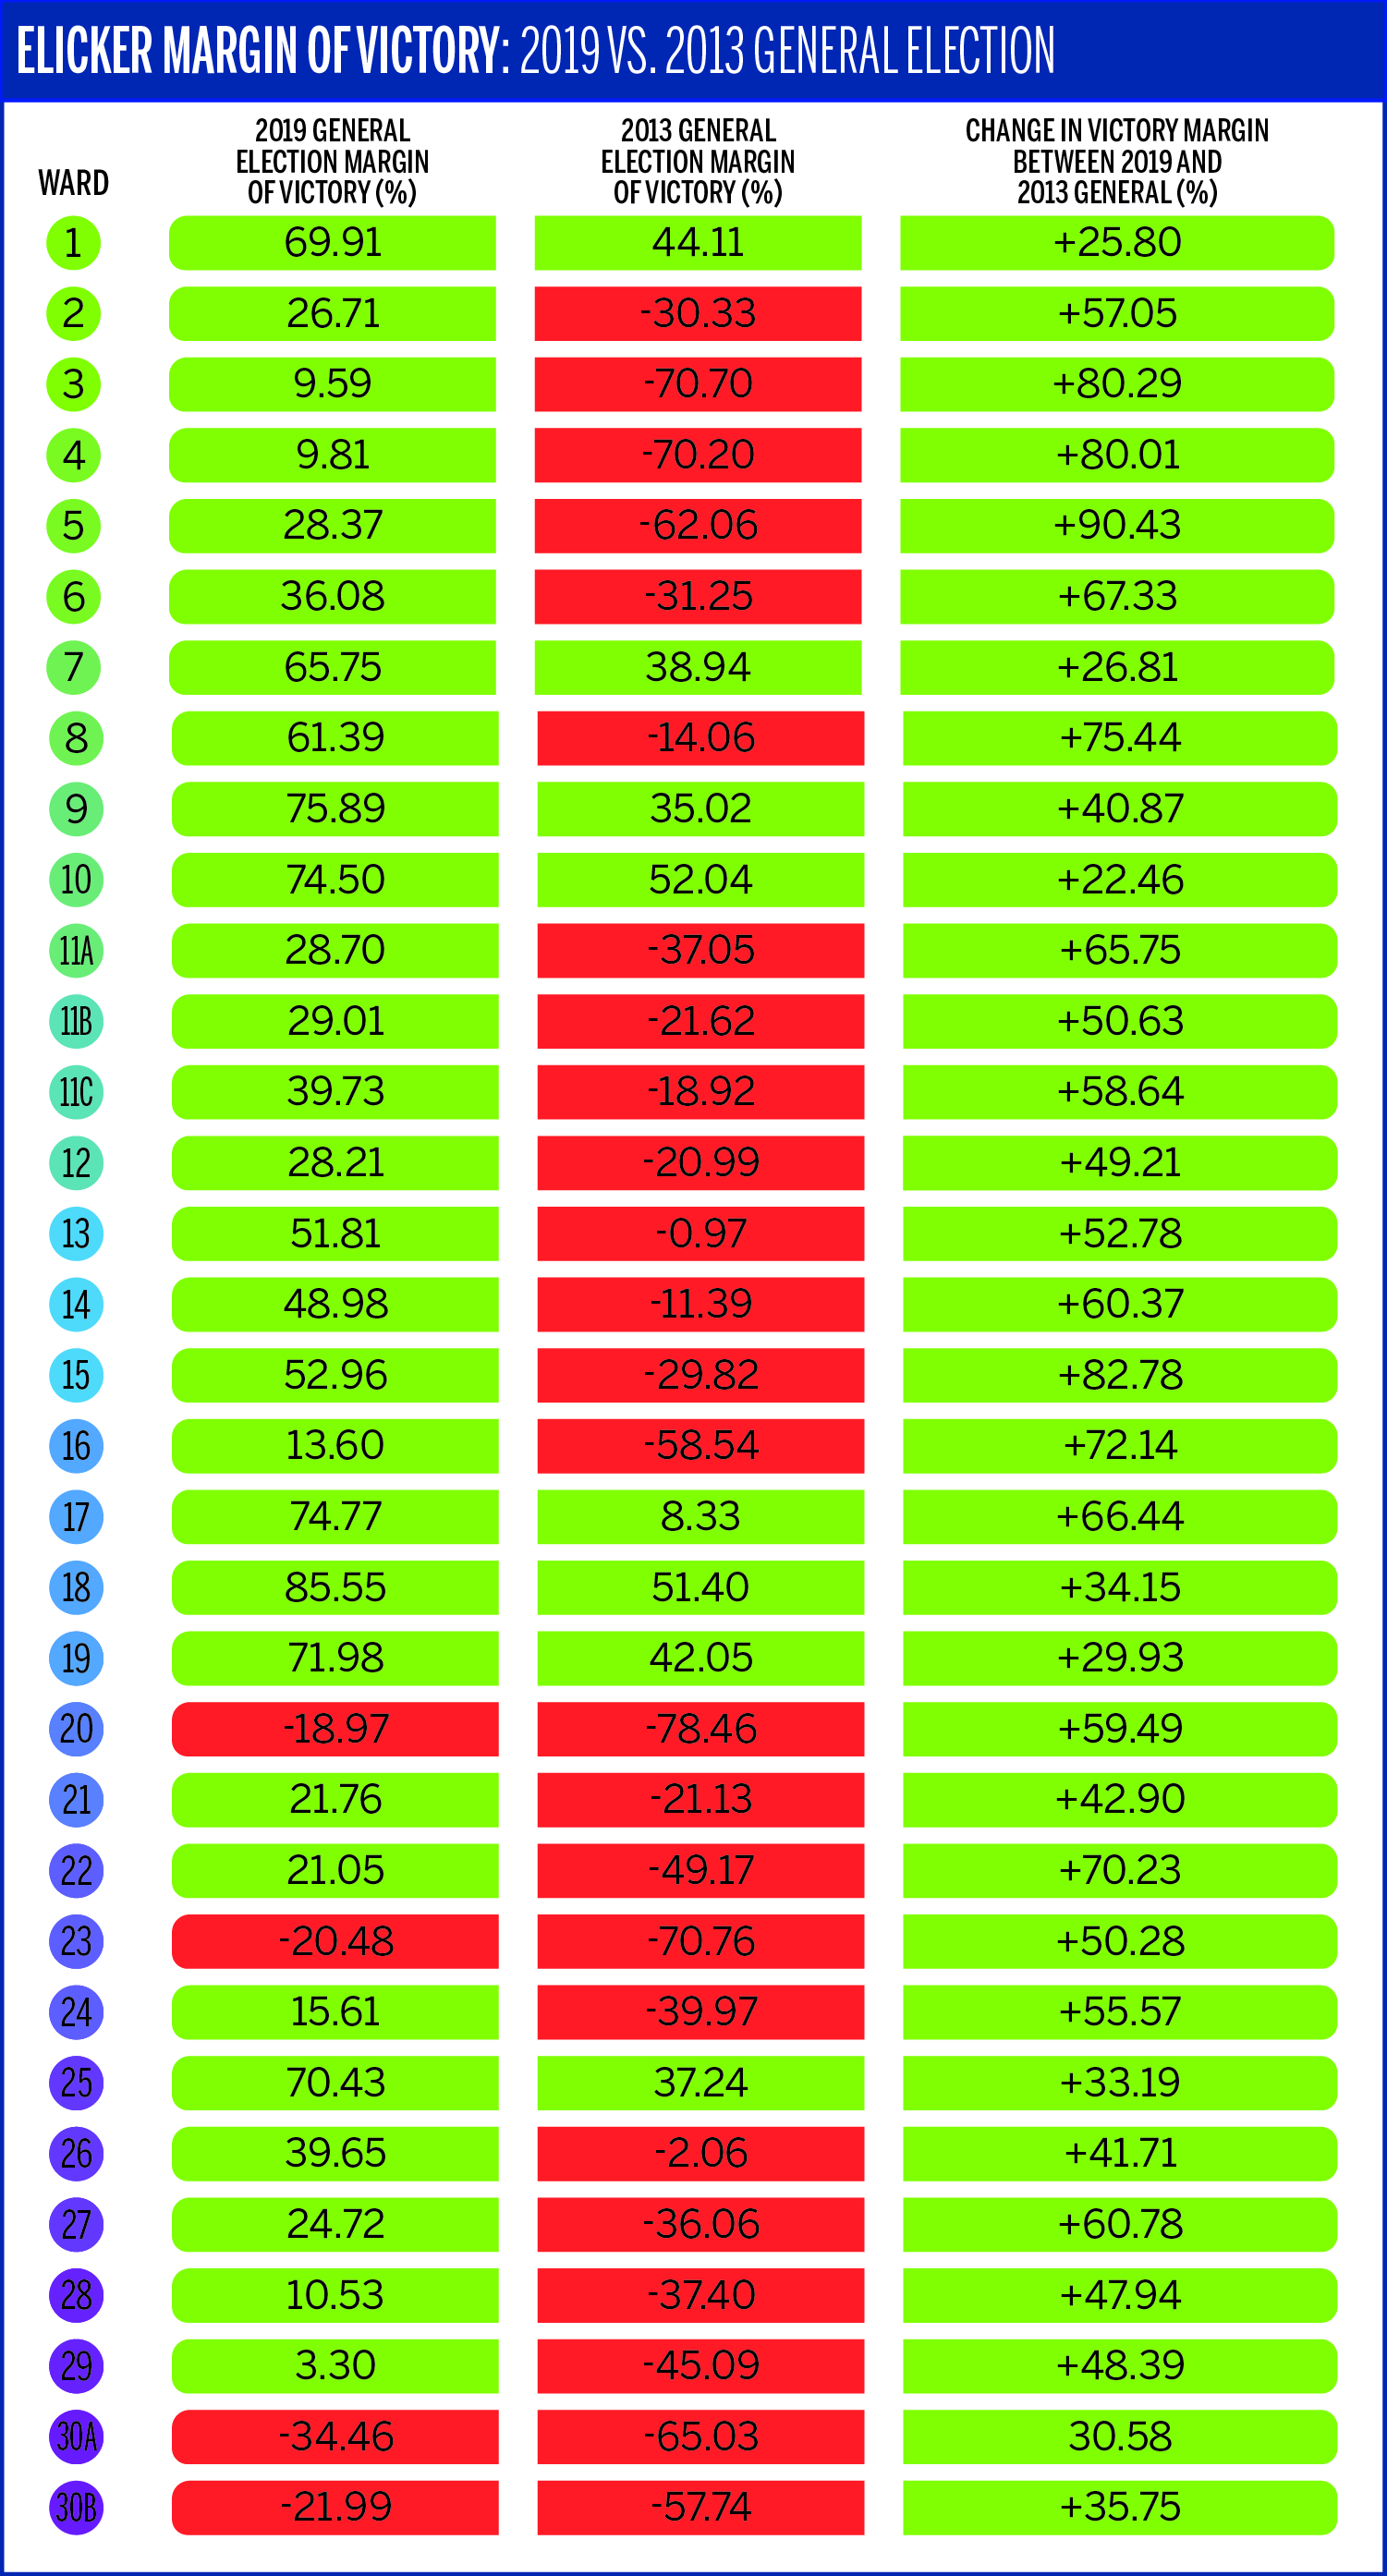 ELICKER MARGIN OF VICTORY: 2019 VS. 2013 GENERAL ELECTION
WARD
2019 GENERAL
ELECTION MARGIN
OF VICTORY (%)
2013 GENERAL
ELECTION MARGIN
OF VICTORY (%)
CHANGE IN VICTORY MARGIN
BETWEEN 2019 AND
2013 GENERAL (%)
1 69.91 44.11 +25.80
2 26.71 -30.33 +57.05
3 9.59 -70.70 +80.29
4 9.81 -70.20 +80.01
5 28.37 -62.06 +90.43
6 36.08 -31.25 +67.33
7 65.75 38.94 +26.81
8 61.39 -14.06 +75.44
9 75.89 35.02 +40.87
10 74.50 52.04 +22.46
11A 28.70 -37.05 +65.75
11B 29.01 -21.62 +50.63
11C 39.73 -18.92 +58.64
12 28.21 -20.99 +49.21
13 51.81 -0.97 +52.78
14 48.98 -11.39 +60.37
15 52.96 -29.82 +82.78
16 13.60 -58.54 +72.14
17 74.77 8.33 +66.44
18 85.55 51.40 +34.15
19 71.98 42.05 +29.93
20 -18.97 -78.46 +59.49
21 21.76 -21.13 +42.90
22 21.05 -49.17 +70.23
23 -20.48 -70.76 +50.28
24 15.61 -39.97 +55.57
25 70.43 37.24 +33.19
26 39.65 -2.06 +41.71
27 24.72 -36.06 +60.78
28 10.53 -37.40 +47.94
29 3.30 -45.09 +48.39
30A -34.46 -65.03 30.58
30B -21.99 -57.74 +35.75